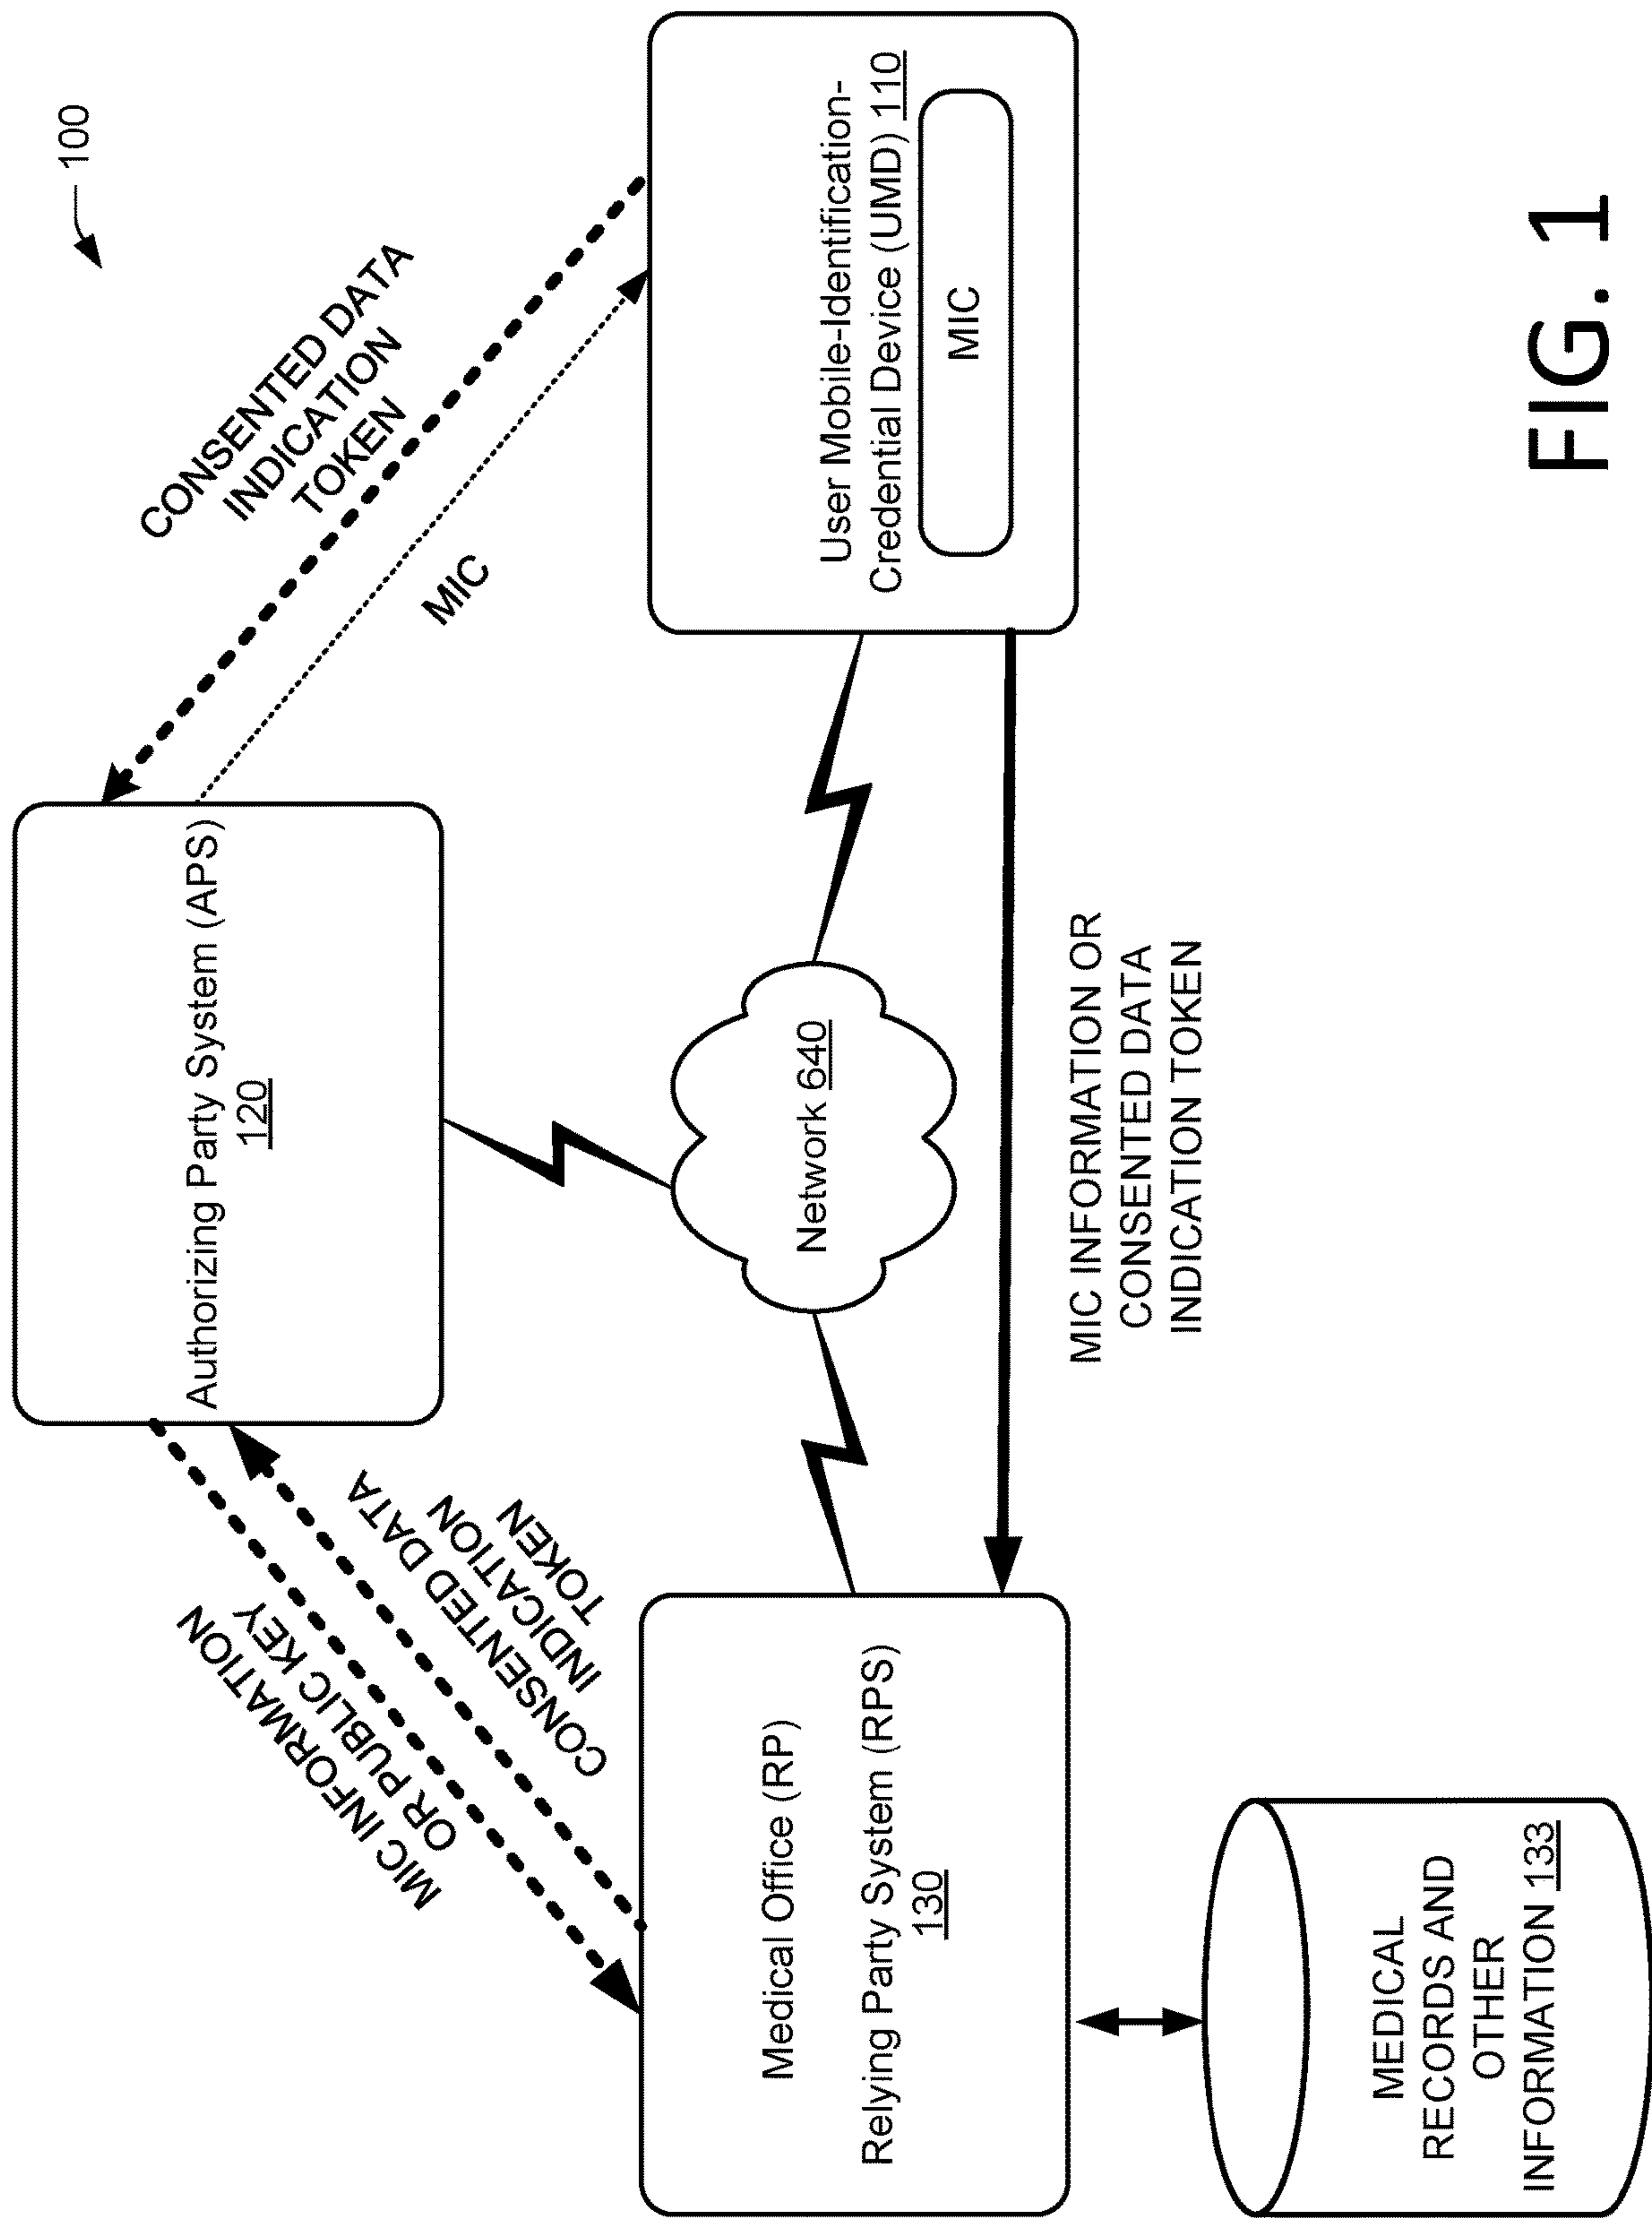 100
CONSENTED DATA
INDICATION
TOKEN
MIC
Authorizing Party System (APS)
120
MIC INFORMATION
OR PUBLIC KEY
CONSENTED DATA
INDICATION
TOKEN
Network 640
User Mobile-Identification-
Credential Device (UMD) 110
MIC
Medical Office (RP)
Relying Party System (RPS)
130
MIC INFORMATION OR
CONSENTED DATA
INDICATION TOKEN
MEDICAL
RECORDS AND
OTHER
INFORMATION 133
FIG. 1